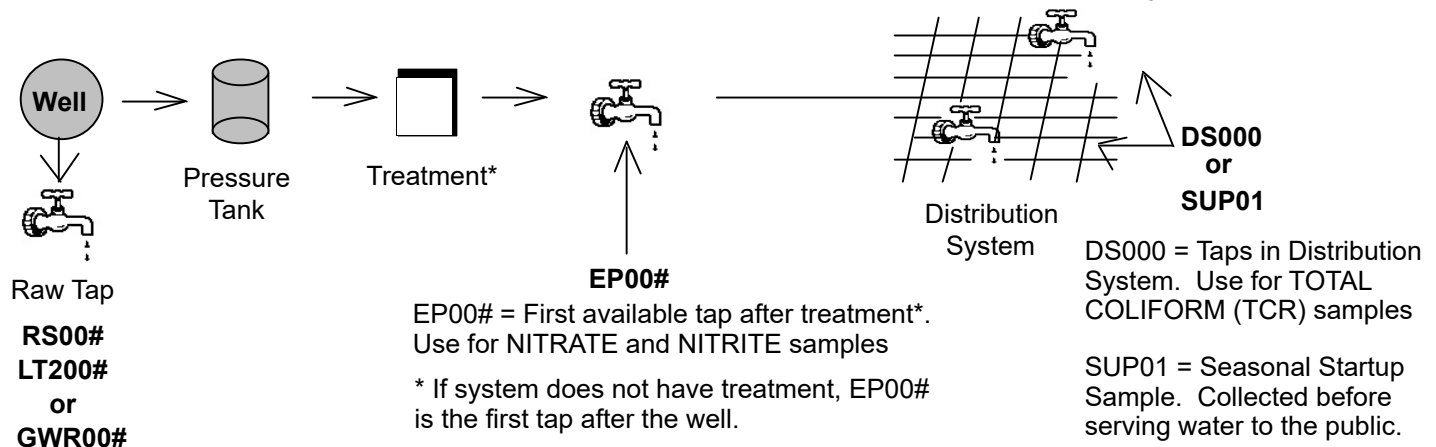 Well
Pressure
Tank
Treatment*
Raw Tap
RS00#
LT200#
or
GWR00#
EP00#
EP00# = First available tap after treatment*.
Use for NITRATE and NITRITE samples
* If system does not have treatment, EP00#
is the first tap after the well.
Distribution
System
DS000
or
SUP01
DS000 = Taps in Distribution
System. Use for TOTAL
COLIFORM (TCR) samples
SUP01 = Seasonal Startup
Sample. Collected before
serving water to the public.